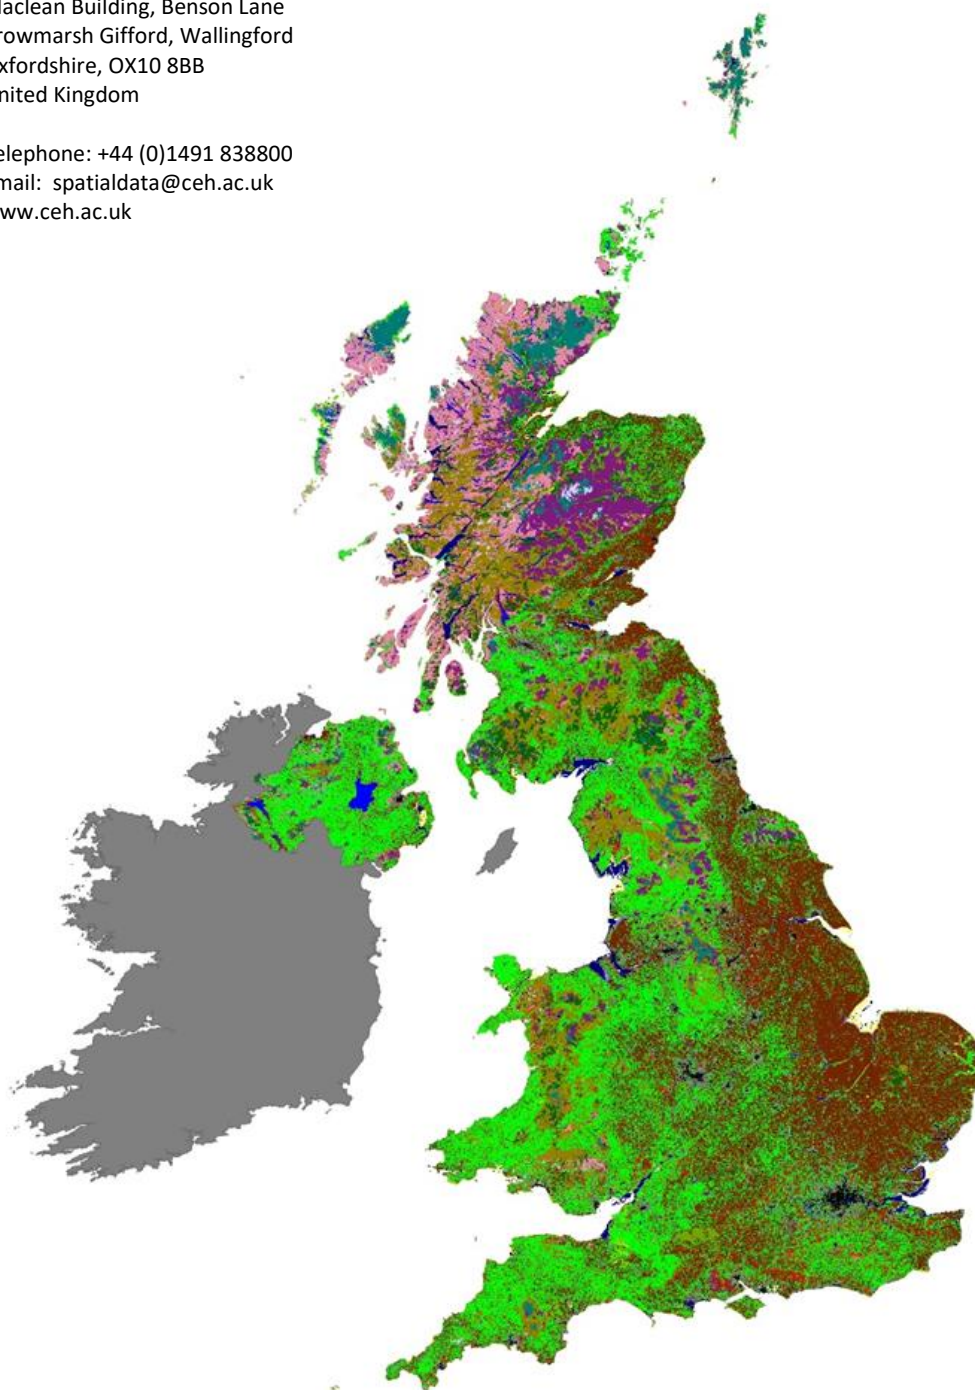 aclean Building, Benson Lane
rowmarsh Gifford, Wallingford
xfordshire, OX10 8BB
nited Kingdom
elephone: +44 (0)1491 838800
mail: spatialdata@ceh.ac.uk
ww.ceh.ac.uk